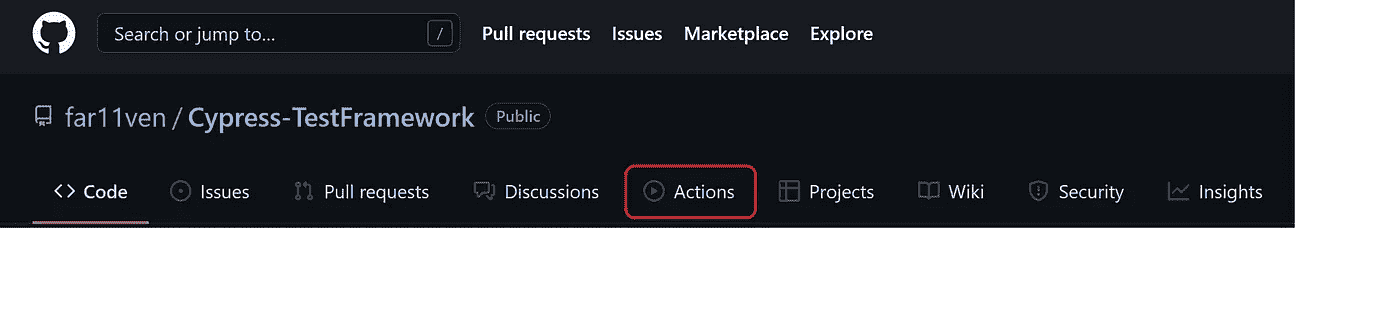 Search or jump to... / Pull requests Issues Marketplace Explore
far11ven / Cypress-TestFramework Public
<> Code Issues Pull requests Discussions Actions Projects Wiki Security Insights